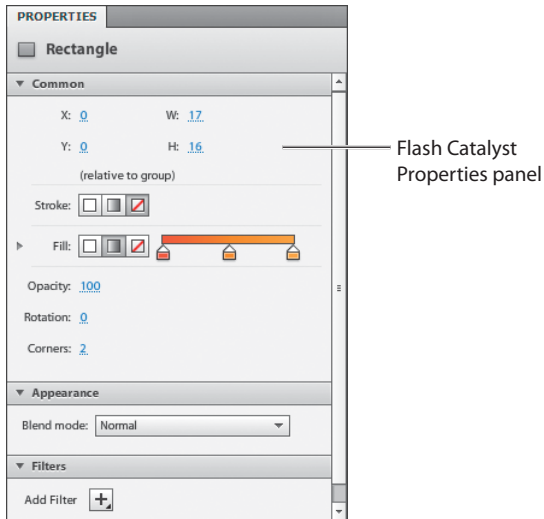 PROPERTIES
Rectangle
Common
X: 0 W: 17
Y: 0 H: 16
(relative to group)
Stroke:
Fill:
Opacity: 100
Rotation: 0
Corners: 2
Appearance
Blend mode: Normal
Filters
Add Filter +
Flash Catalyst
Properties panel